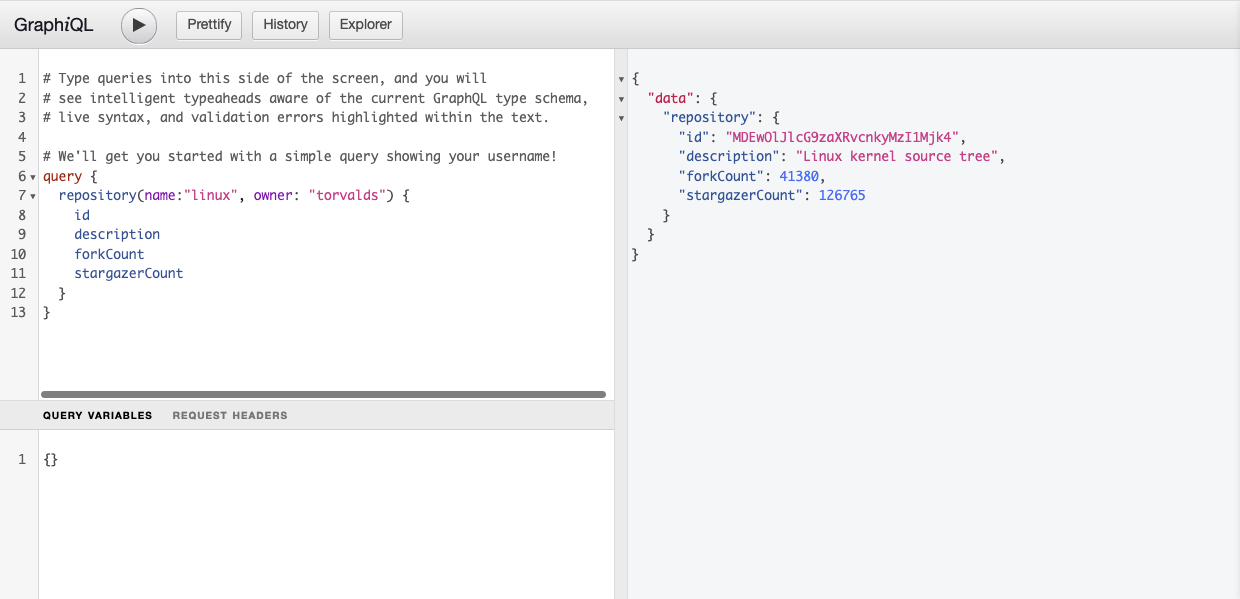 GraphiQL
Prettify
History
Explorer
1 # Type queries into this side of the screen, and you will
2 # see intelligent typeaheads aware of the current GraphQL type schema,
3 # live syntax, and validation errors highlighted within the text.
4
5 # We'll get you started with a simple query showing your username!
6 query {
7   repository(name:"linux", owner: "torvalds") {
8     id
9     description
10     forkCount
11     stargazerCount
12   }
13 }
QUERY VARIABLES REQUEST HEADERS
1 {}
{
  "data": {
    "repository": {
      "id": "MDEwOlJlcG9zaXRvcnkyMzI1Mjk4",
      "description": "Linux kernel source tree",
      "forkCount": 41380,
      "stargazerCount": 126765
    }
  }
}